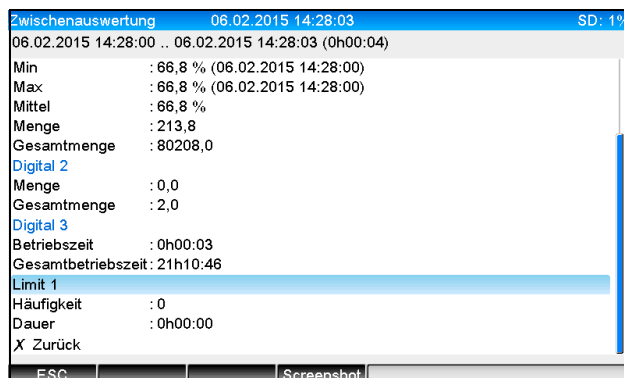 Zwischenauswertung 06.02.2015 14:28:03 SD: 1%
06.02.2015 14:28:00 .. 06.02.2015 14:28:03 (0h00:04)
Min : 66,8 % (06.02.2015 14:28:00)
Max : 66,8 % (06.02.2015 14:28:00)
Mittel : 66,8 %
Menge : 213,8
Gesamtmenge : 80208,0
Digital 2
Menge : 0,0
Gesamtmenge : 2,0
Digital 3
Betriebszeit : 0h00:03
Gesamtbetriebszeit: 21h10:46
Limit 1
Häufigkeit : 0
Dauer : 0h00:00
X Zurück
ESC Screenshot